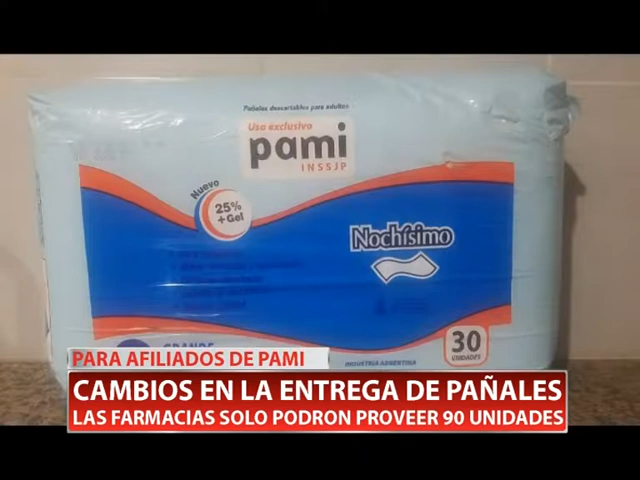 Pañales descartables para adultos
Uso exclusivo
pami
INSSJP
Nuevo
25%
+Gel
Nochísimo
GRANDE
30
UNIDADES
INDUSTRIA ARGENTINA
PARA AFILIADOS DE PAMI
CAMBIOS EN LA ENTREGA DE PAÑALES
LAS FARMACIAS SOLO PODRON PROVEER 90 UNIDADES